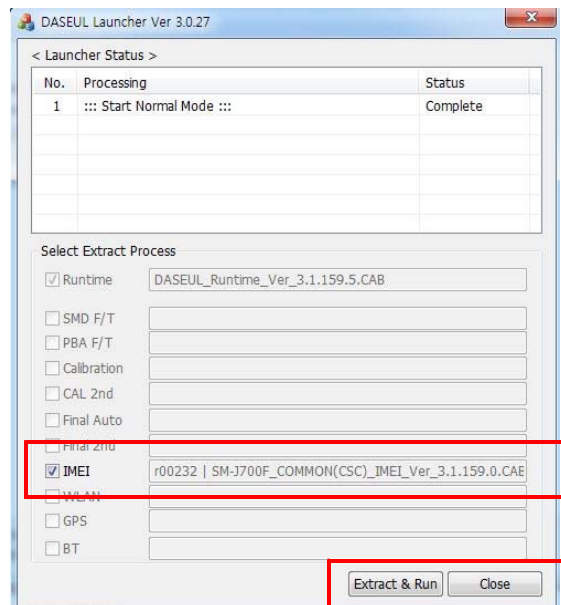 DASEUL Launcher Ver 3.0.27
< Launcher Status >
No. Processing Status
1 ::: Start Normal Mode ::: Complete
Select Extract Process
Runtime DASEUL_Runtime_Ver_3.1.159.5.CAB
SMD F/T
PBA F/T
Calibration
CAL 2nd
Final Auto
Final 2nd
IMEI r00232 | SM-J700F_COMMON(CSC)_IMEI_Ver_3.1.159.0.CAB
WLAN
GPS
BT
Extract & Run Close